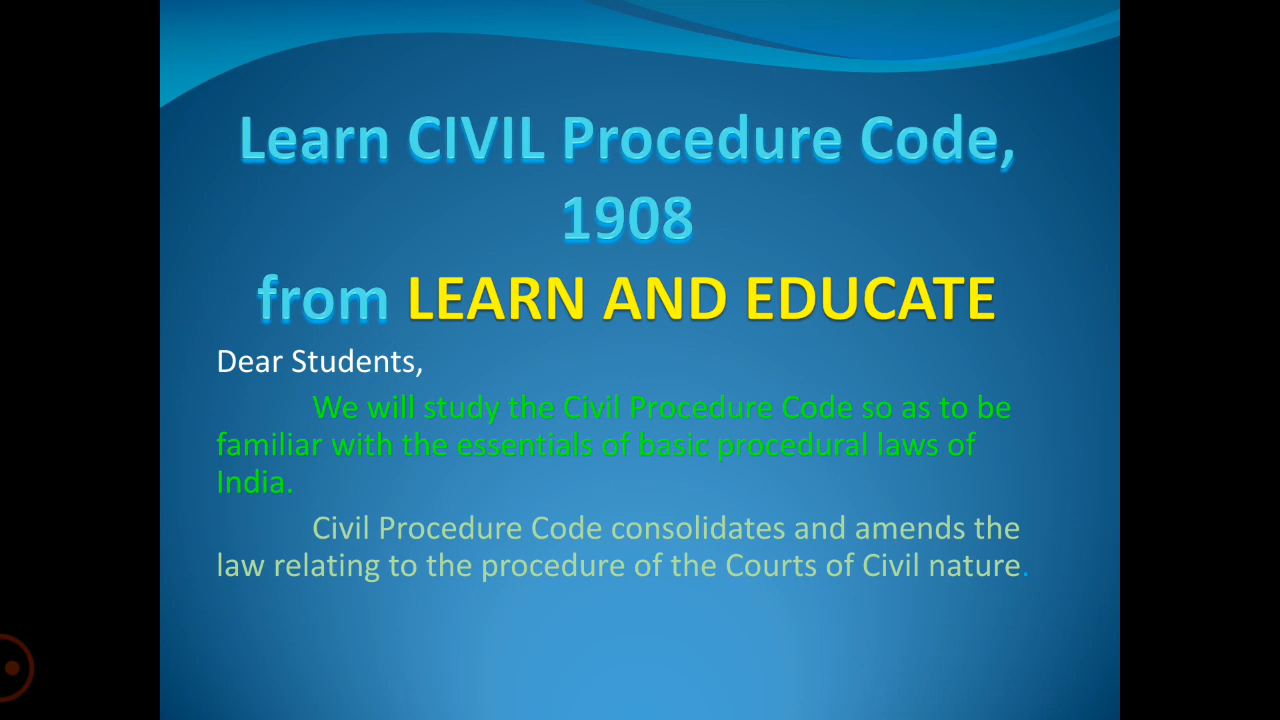 Learn CIVIL Procedure Code,
1908
from LEARN AND EDUCATE
Dear Students,
We will study the Civil Procedure Code so as to be
familiar with the essentials of basic procedural laws of
India.
Civil Procedure Code consolidates and amends the
law relating to the procedure of the Courts of Civil nature.